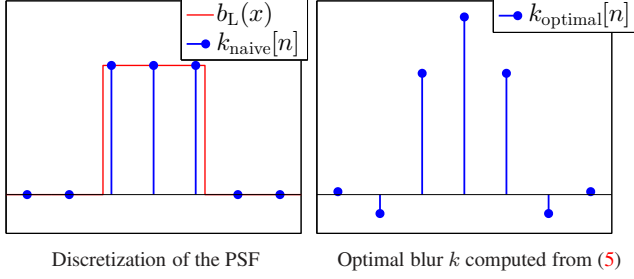 b_L(x)
k_naive[n]
k_optimal[n]
Discretization of the PSF
Optimal blur k computed from (5)